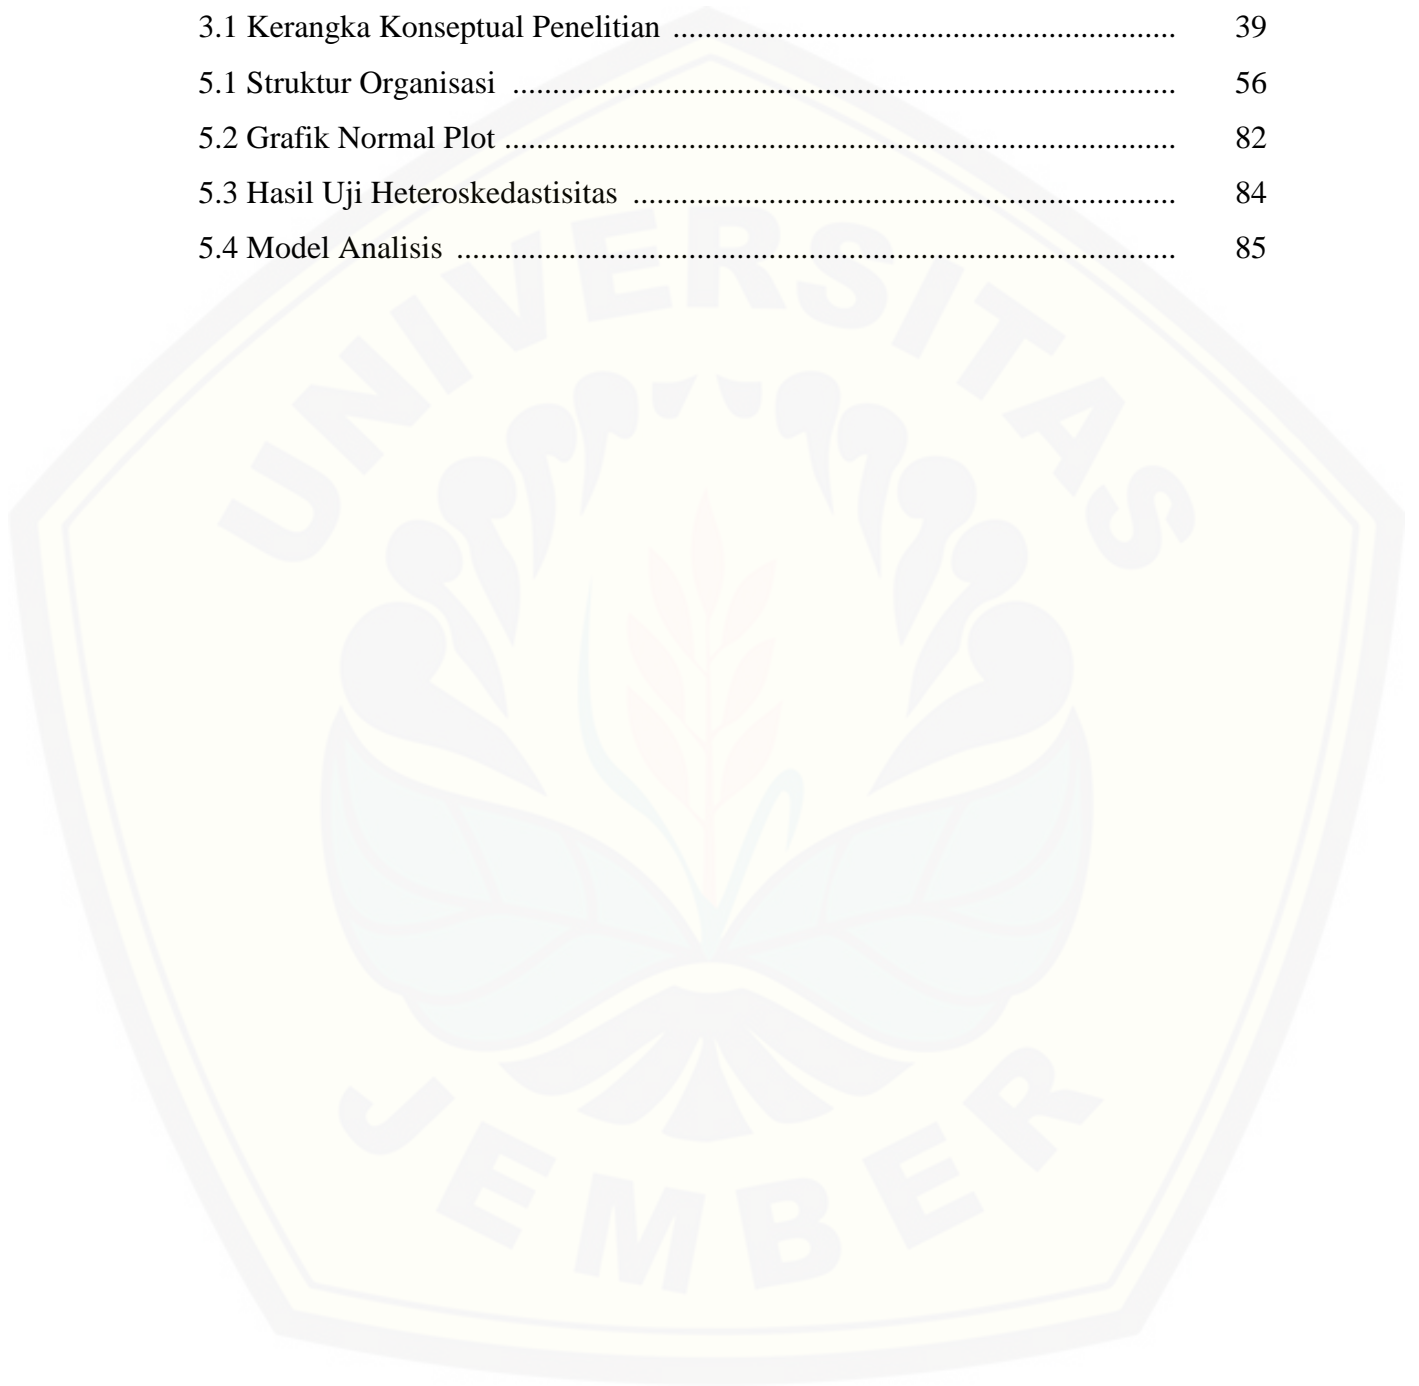 3.1 Kerangka Konseptual Penelitian ................................................................ 39
5.1 Struktur Organisasi .................................................................................... 56
5.2 Grafik Normal Plot ..................................................................................... 82
5.3 Hasil Uji Heteroskedastisitas ..................................................................... 84
5.4 Model Analisis ........................................................................................... 85
UNIVERSITAS
JEMBER